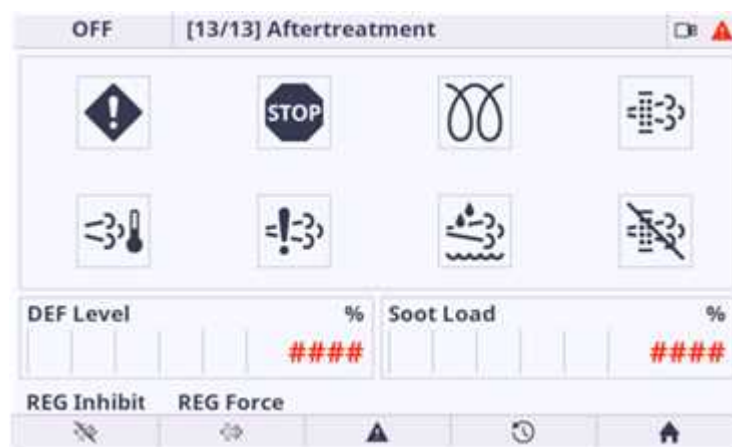 OFF [13/13] Aftertreatment
STOP
DEF Level % Soot Load %
#### ####
REG Inhibit REG Force